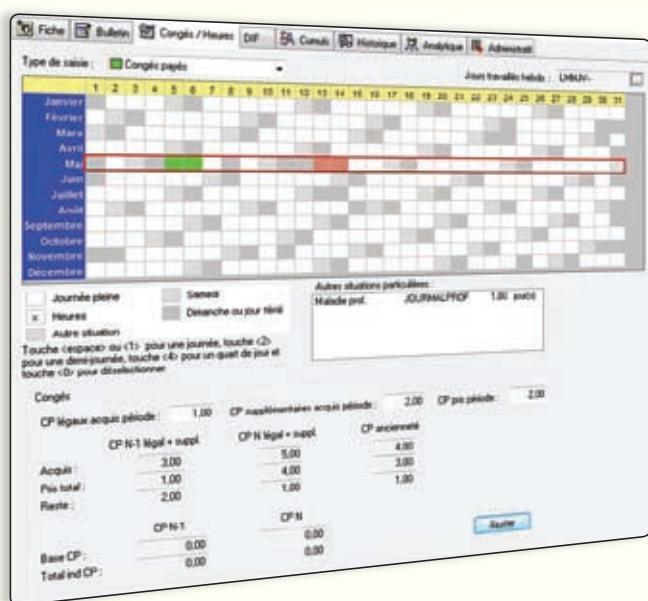 Fiche Bulletin Congés / Heures DIF Cumuls Historique Analytique Administratif
Type de saisie : Congés payés Jours travaillés hebdo : LMMJV--
1 2 3 4 5 6 7 8 9 10 11 12 13 14 15 16 17 18 19 20 21 22 23 24 25 26 27 28 29 30 31
Janvier
Février
Mars
Avril
Mai
Juin
Juillet
Août
Septembre
Octobre
Novembre
Décembre
Journée pleine Samedi
x Heures Dimanche ou jour férié
Autre situation
Touche <espace> ou <1> pour une journée, touche <2>
pour une demi-journée, touche <4> pour un quart de jour et
touche <0> pour désélectionner
Autres situations particulières :
Maladie prof. JOURMALPROF 1.00 jour(s)
Congés
CP légaux acquis période : 1,00 CP supplémentaires acquis période : 2,00 CP pris période : 2,00
CP N-1 légal + suppl. CP N légal + suppl. CP ancienneté
Acquis : 3,00 5,00 4,00
Pris total : 1,00 4,00 3,00
Reste : 2,00 1,00 1,00
CP N-1 CP N
Base CP : 0,00 0,00
Total ind CP : 0,00 0,00